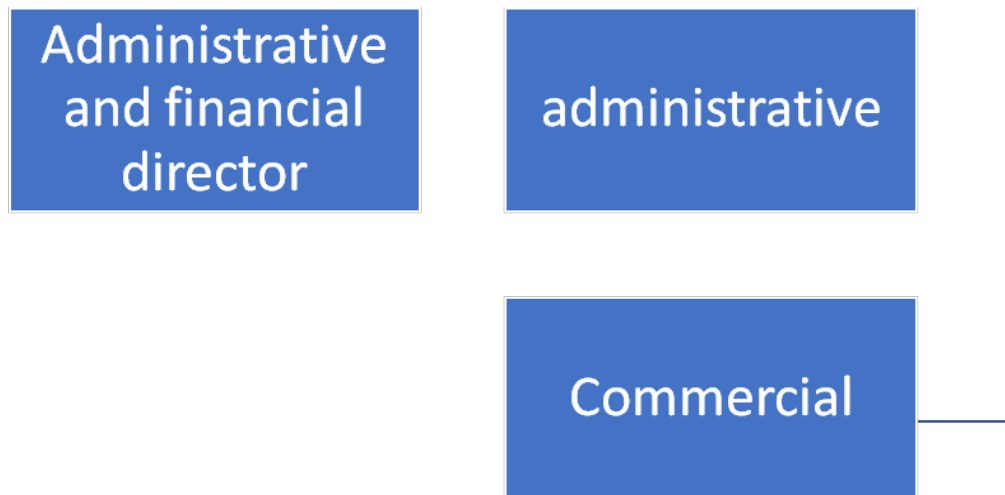 Administrative
and financial
director
administrative
Commercial